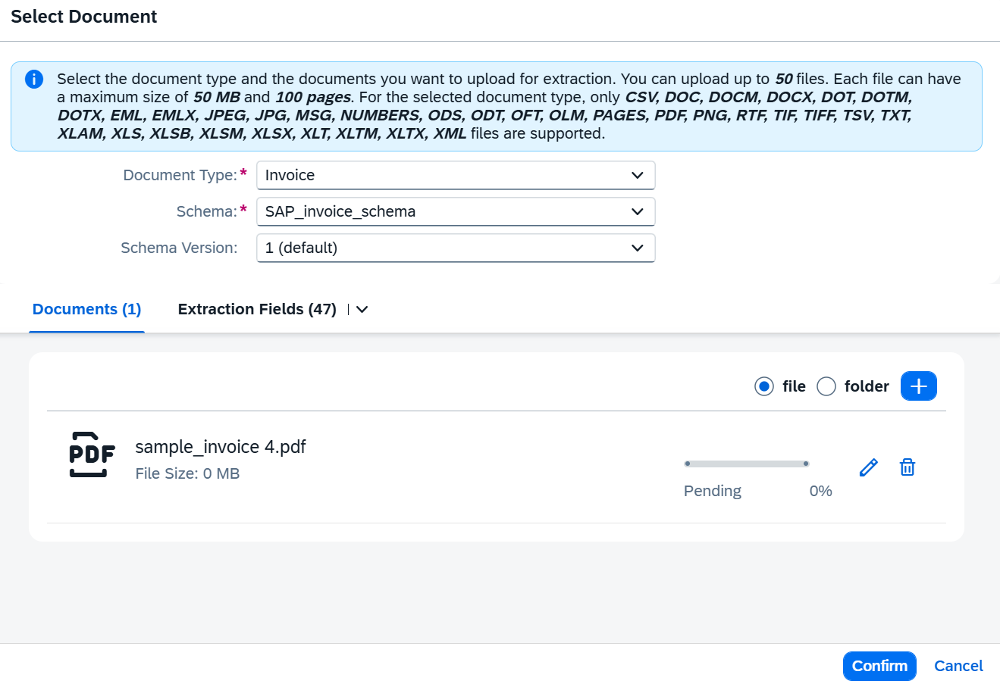 Select Document
Select the document type and the documents you want to upload for extraction. You can upload up to 50 files. Each file can have
a maximum size of 50 MB and 100 pages. For the selected document type, only CSV, DOC, DOCM, DOCX, DOT, DOTM,
DOTX, EML, EMLX, JPEG, JPG, MSG, NUMBERS, ODS, ODT, OFT, OLM, PAGES, PDF, PNG, RTF, TIF, TIFF, TSV, TXT,
XLAM, XLS, XLSB, XLSM, XLSX, XLT, XLTM, XLTX, XML files are supported.
Document Type:* Invoice
Schema:* SAP_invoice_schema
Schema Version: 1 (default)
Documents (1) Extraction Fields (47)
file folder
PDF
sample_invoice 4.pdf
File Size: 0 MB
Pending 0%
Confirm Cancel